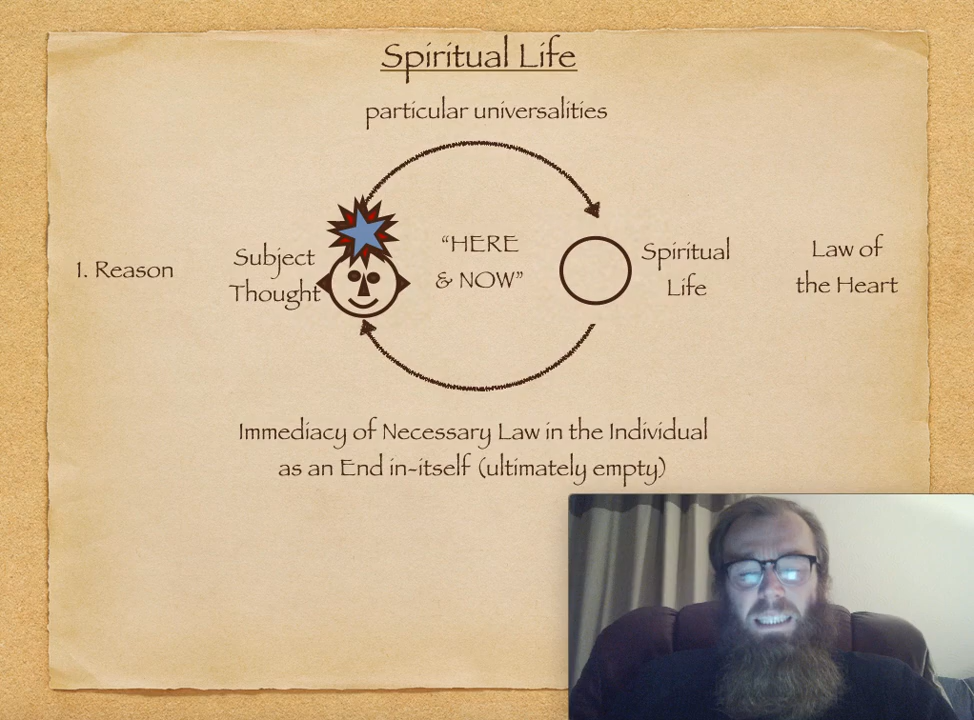 Spiritual Life
particular universalities
1. Reason
Subject
Thought
“HERE
& NOW”
Spiritual
Life
Law of
the Heart
Immediacy of Necessary Law in the Individual
as an End in-itself (ultimately empty)